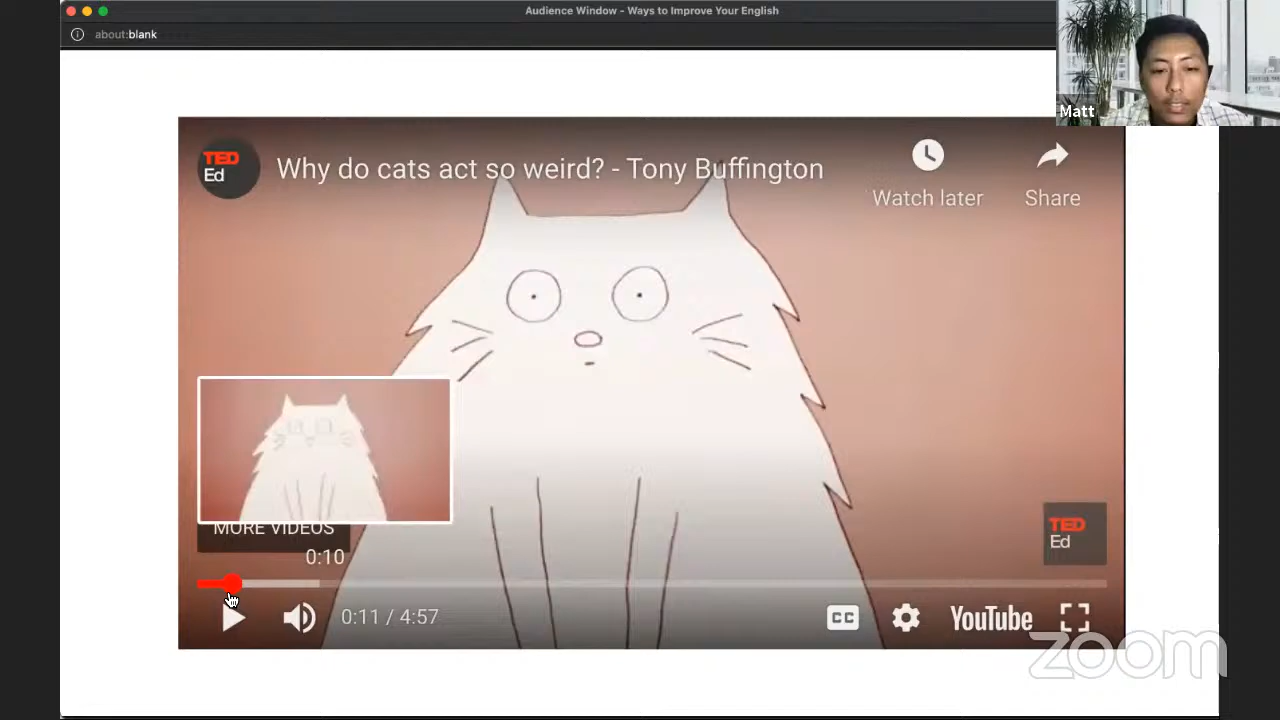 Audience Window - Ways to Improve Your English
about:blank
Matt
TED
Ed
Why do cats act so weird? - Tony Buffington
Watch later
Share
MORE VIDEOS
0:10
TED
Ed
0:11 / 4:57
CC
YouTube
zoom